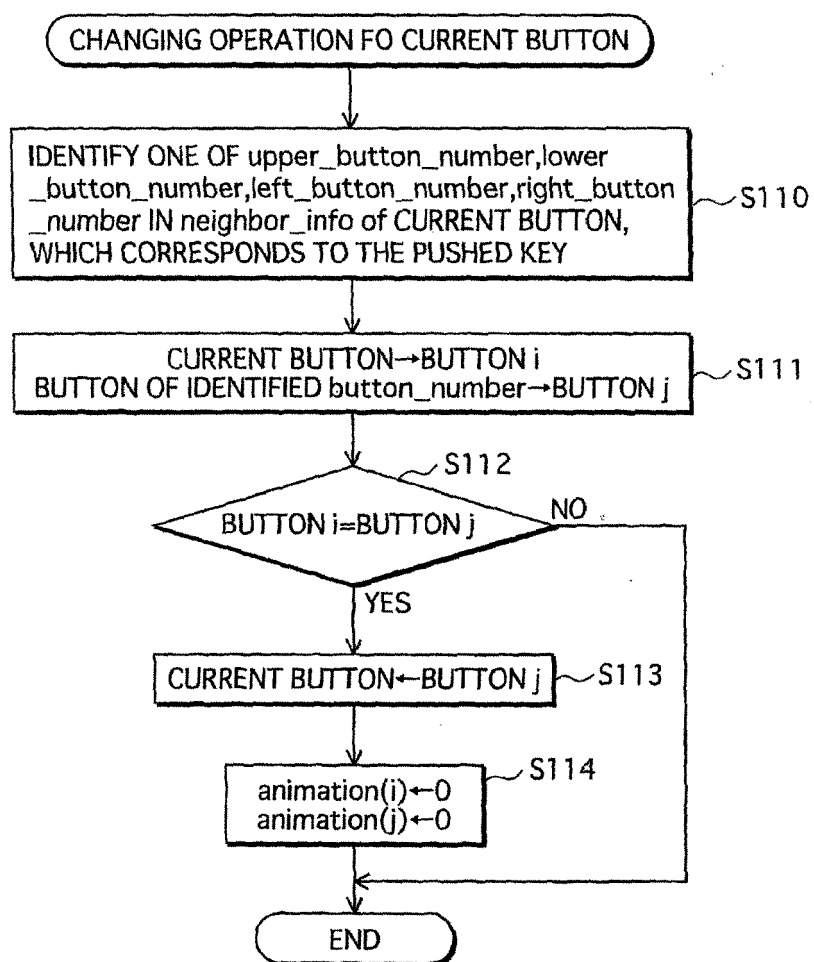 CHANGING OPERATION FO CURRENT BUTTON
IDENTIFY ONE OF upper_button_number,lower
_button_number,left_button_number,right_button
_number IN neighbor_info of CURRENT BUTTON,
WHICH CORRESPONDS TO THE PUSHED KEY
S110
CURRENT BUTTON→BUTTON i
BUTTON OF IDENTIFIED button_number→BUTTON j
S111
S112
BUTTON i=BUTTON j
NO
YES
CURRENT BUTTON←BUTTON j
S113
S114
animation(i)←0
animation(j)←0
END